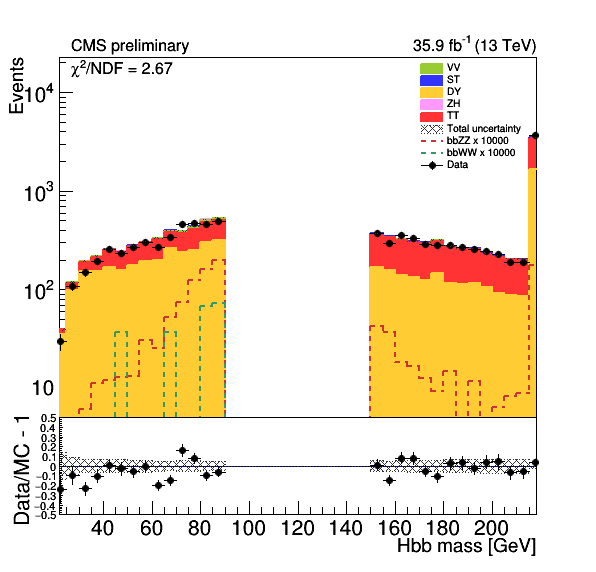 CMS preliminary 35.9 fb⁻¹ (13 TeV)
χ²/NDF = 2.67
Events
10⁴
10³
10²
10
VV
ST
DY
ZH
TT
Total uncertainty
bbZZ x 10000
bbWW x 10000
Data
Data/MC - 1
0.5
0.4
0.3
0.2
0.1
0
-0.1
-0.2
-0.3
-0.4
-0.5
40 60 80 100 120 140 160 180 200
Hbb mass [GeV]